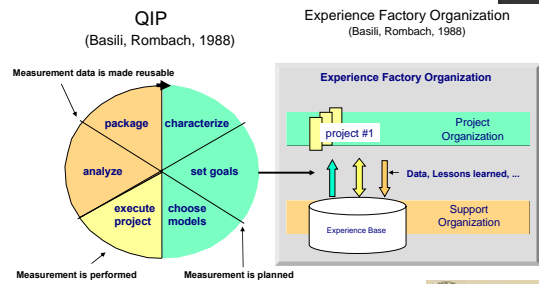 QIP
(Basili, Rombach, 1988)
Measurement data is made reusable
package
characterize
analyze
set goals
execute
project
choose
models
Measurement is performed
Measurement is planned
Experience Factory Organization
(Basili, Rombach, 1988)
Experience Factory Organization
project #1
Project
Organization
Data, Lessons learned, ...
Support
Organization
Experience Base